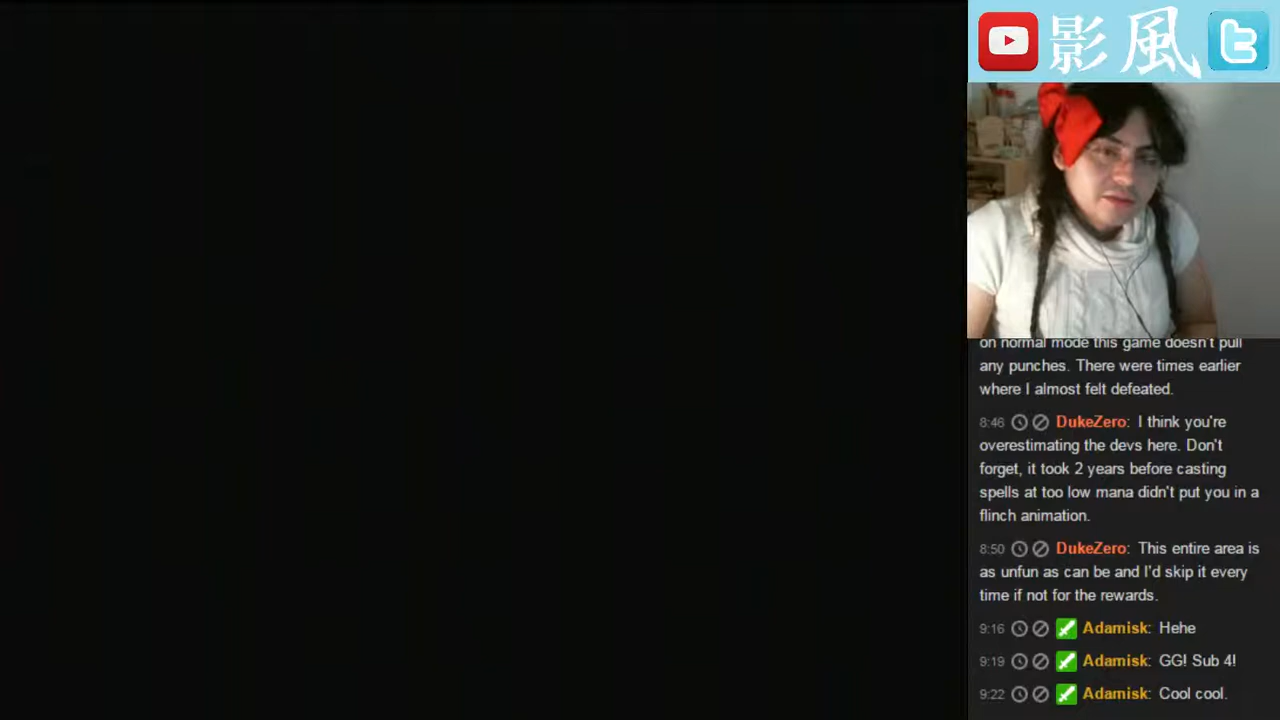 影風
on normal mode this game doesn't pull
any punches. There were times earlier
where I almost felt defeated.
8:46 DukeZero: I think you're
overestimating the devs here. Don't
forget, it took 2 years before casting
spells at too low mana didn't put you in a
flinch animation.
8:50 DukeZero: This entire area is
as unfun as can be and I'd skip it every
time if not for the rewards.
9:16 Adamisk: Hehe
9:19 Adamisk: GG! Sub 4!
9:22 Adamisk: Cool cool.